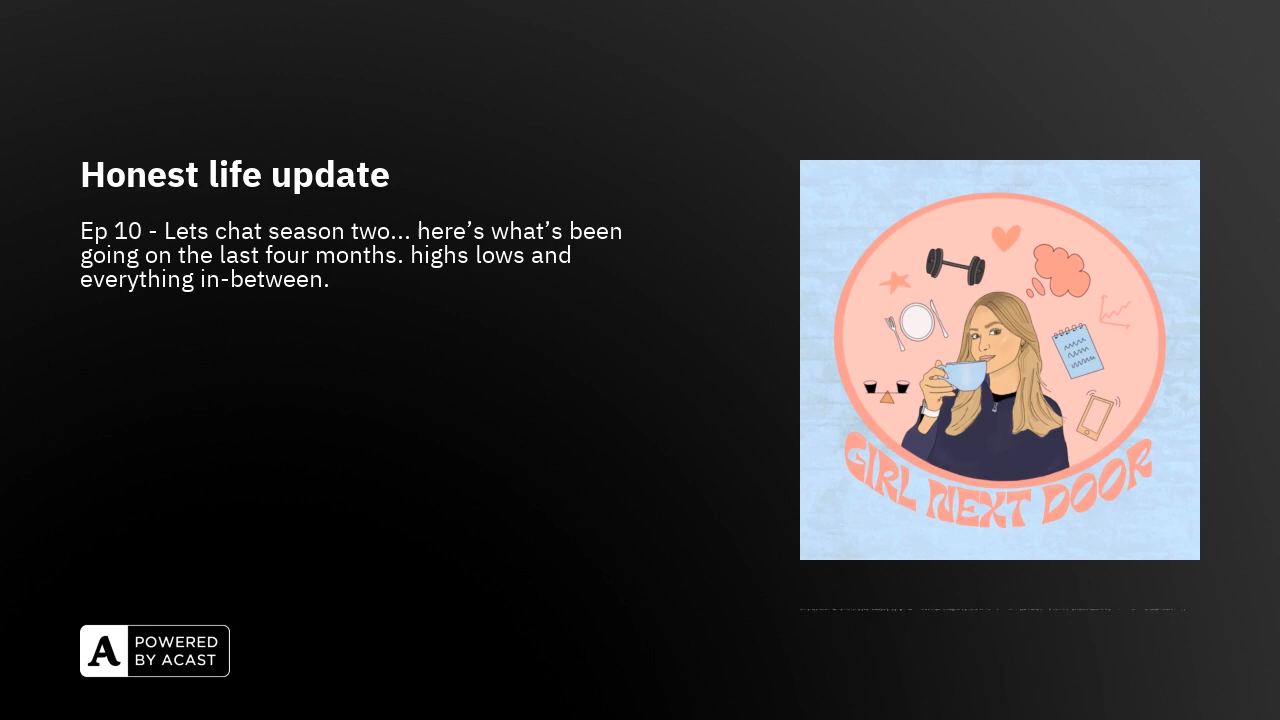 Honest life update
Ep 10 - Lets chat season two... here’s what’s been
going on the last four months. highs lows and
everything in-between.
GIRL NEXT DOOR
A
POWERED
BY ACAST